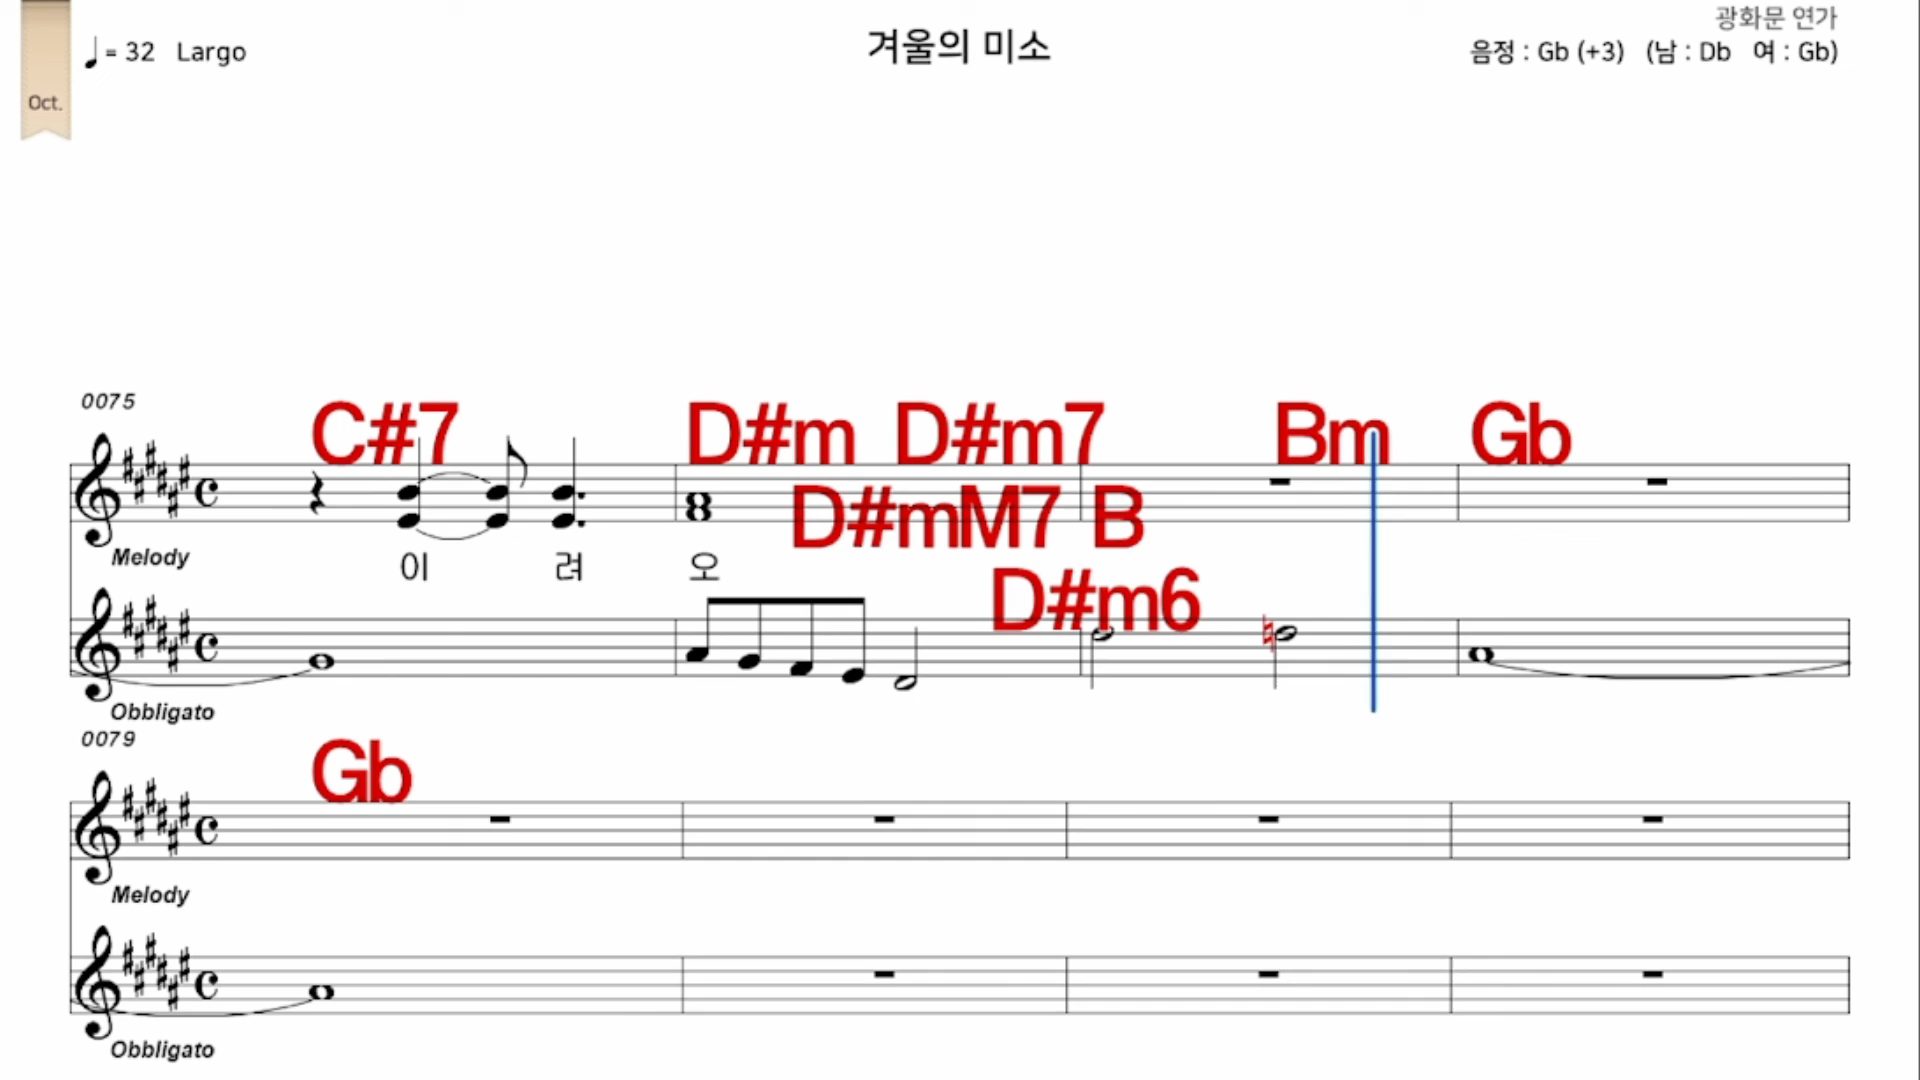 광화문 연가
♩= 32 Largo
겨울의 미소
음정 : Gb (+3) (남 : Db 여 : Gb)
Oct.
0075
C#7 D#m D#m7 Bm Gb
D#mM7 B
Melody
이 려 오
D#m6
Obbligato
0079
Gb
Melody
Obbligato